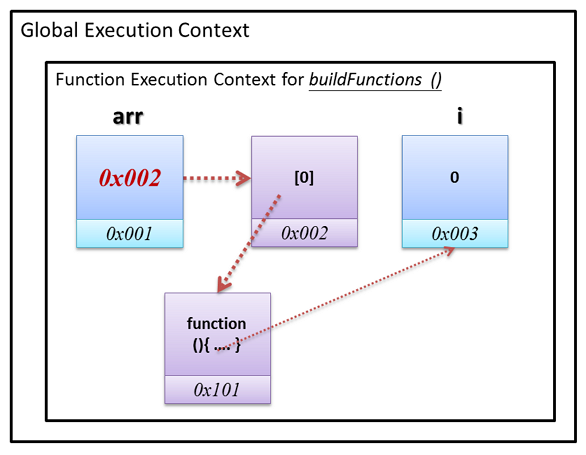 Global Execution Context
Function Execution Context for buildFunctions ()
arr
i
0x002
[0]
0
0x001
0x002
0x003
function
(){ .... }
0x101